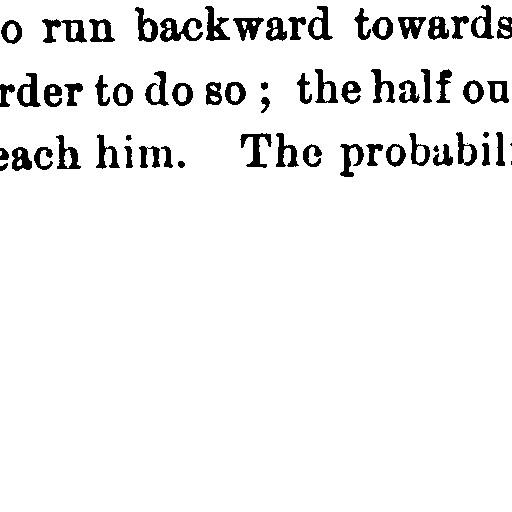 o run backward towards
rder to do so ; the half ou
each him. The probabil